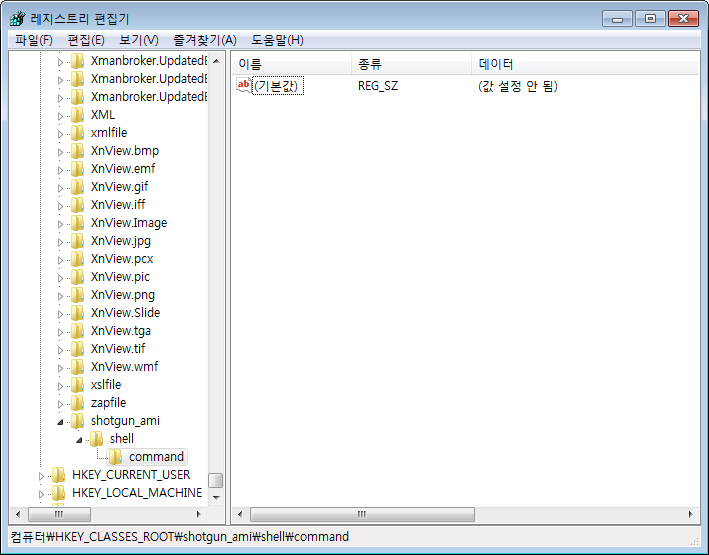 레지스트리 편집기
파일(F) 편집(E) 보기(V) 즐겨찾기(A) 도움말(H)
Xmanbroker.UpdatedE
Xmanbroker.UpdatedE
Xmanbroker.UpdatedE
XML
xmlfile
XnView.bmp
XnView.emf
XnView.gif
XnView.iff
XnView.Image
XnView.jpg
XnView.pcx
XnView.pic
XnView.png
XnView.Slide
XnView.tga
XnView.tif
XnView.wmf
xslfile
zapfile
shotgun_ami
shell
command
HKEY_CURRENT_USER
HKEY_LOCAL_MACHINE
이름 종류 데이터
ab (기본값) REG_SZ (값 설정 안 됨)
컴퓨터₩HKEY_CLASSES_ROOT₩shotgun_ami₩shell₩command